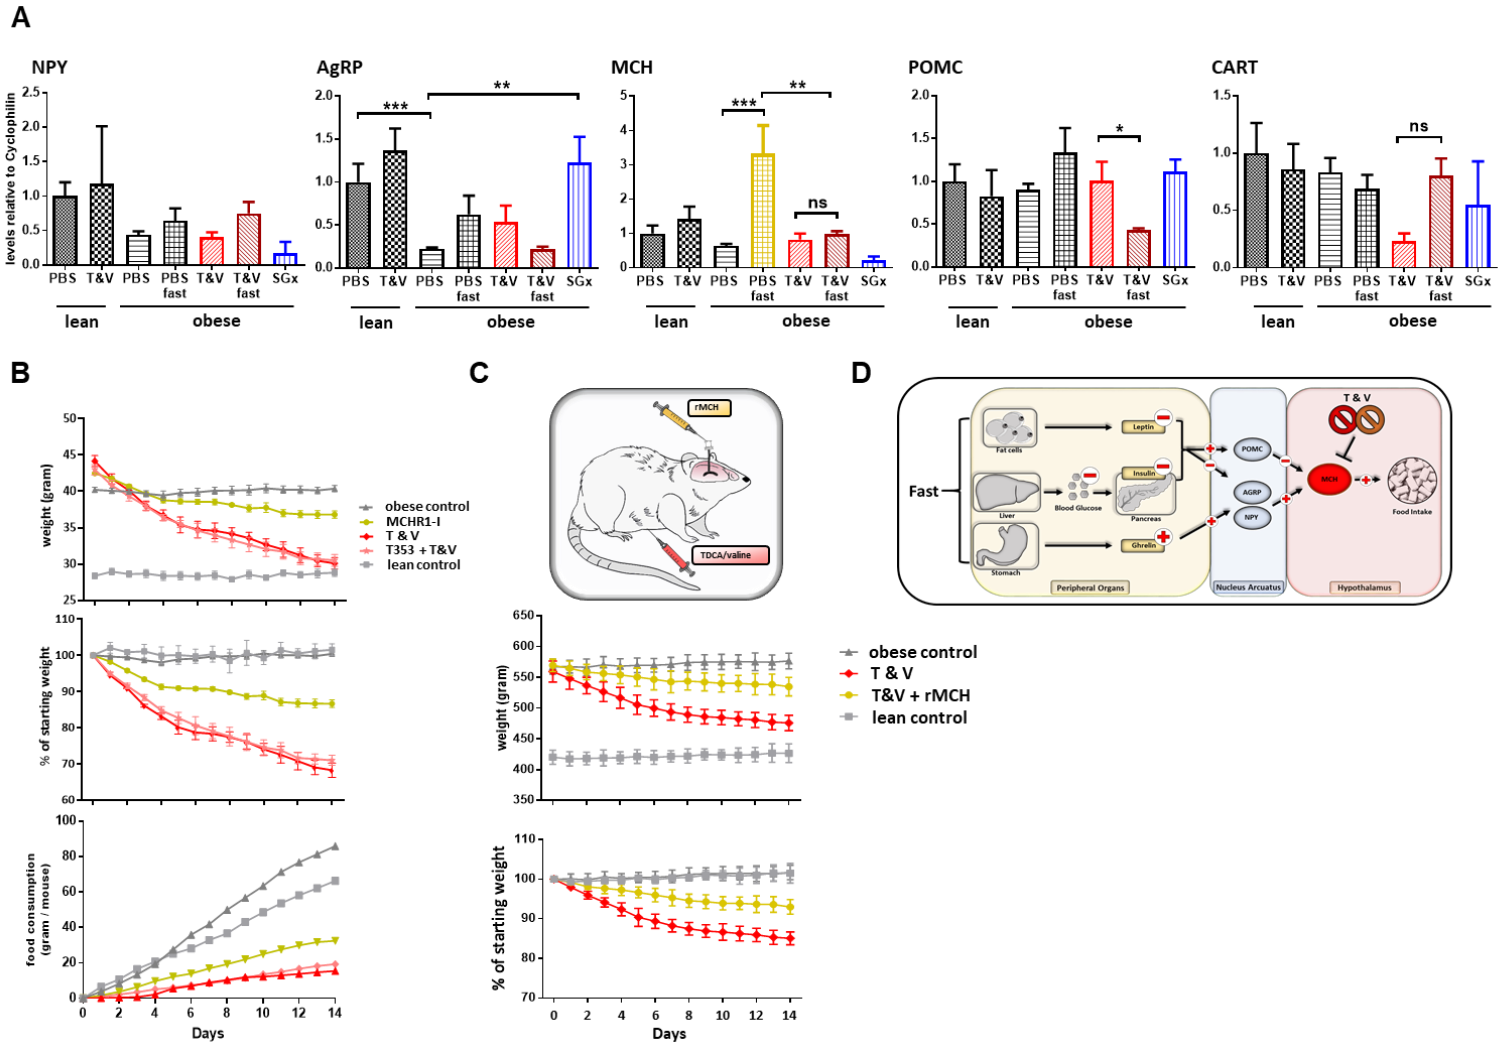 A
NPY
AgRP
MCH
POMC
CART
levels relative to Cyclophilin
2.5
2.0
1.5
1.0
0.5
0.0
PBS T&V PBS PBS T&V T&V SGx
fast fast
lean obese
2.0
1.5
1.0
0.5
0.0
***
**
PBS T&V PBS PBS T&V T&V SGx
fast fast
lean obese
5
4
3
2
1
0
***
**
ns
PBS T&V PBS PBS T&V T&V SGx
fast fast
lean obese
2.0
1.5
1.0
0.5
0.0
*
PBS T&V PBS PBS T&V T&V SGx
fast fast
lean obese
1.5
1.0
0.5
0.0
ns
PBS T&V PBS PBS T&V T&V SGx
fast fast
lean obese
B
weight (gram)
50
45
40
35
30
25
obese control
MCHR1-I
T & V
T353 + T&V
lean control
% of starting weight
110
100
90
80
70
60
food consumption
(gram / mouse)
100
80
60
40
20
0
0 2 4 6 8 10 12 14
Days
C
rMCH
TDCA/valine
weight (gram)
650
600
550
500
450
400
350
obese control
T & V
T&V + rMCH
lean control
% of starting weight
110
100
90
80
70
0 2 4 6 8 10 12 14
Days
D
Fast
Fat cells
Liver
Stomach
Blood Glucose
Leptin
Insulin
Pancreas
Ghrelin
Peripheral Organs
POMC
AGRP
NPY
Nucleus Arcuatus
T & V
MCH
Food Intake
Hypothalamus